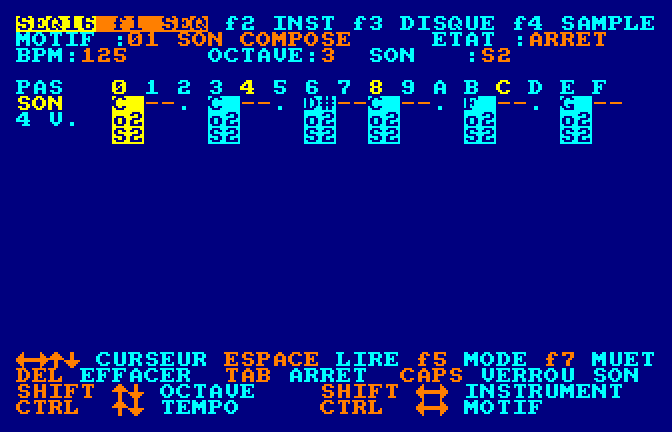 SEQ16 f1 SEQ f2 INST f3 DISQUE f4 SAMPLE
MOTIF :01 SON COMPOSE ETAT :ARRET
BPM:125 OCTAVE:3 SON :S2
PAS 0 1 2 3 4 5 6 7 8 9 A B C D E F
SON C -- . C -- . D#--C -- . F -- . G --
4 V. o2 o2 o2 o2 o2 o2
S2 S2 S2 S2 S2 S2
↔↑↓ CURSEUR ESPACE LIRE f5 MODE f7 MUET
DEL EFFACER TAB ARRET CAPS VERROU SON
SHIFT ↑↓ OCTAVE SHIFT ↔ INSTRUMENT
CTRL ↑↓ TEMPO CTRL ↔ MOTIF